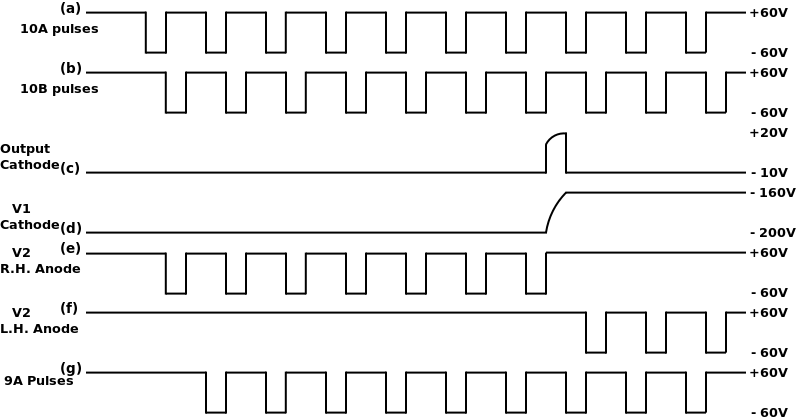 (a) +60V
10A pulses
- 60V
(b) +60V
10B pulses
- 60V
+20V
Output
Cathode (c) - 10V
- 160V
V1
Cathode (d) - 200V
(e) +60V
V2
R.H. Anode
- 60V
(f) +60V
V2
L.H. Anode
- 60V
(g) +60V
9A Pulses
- 60V